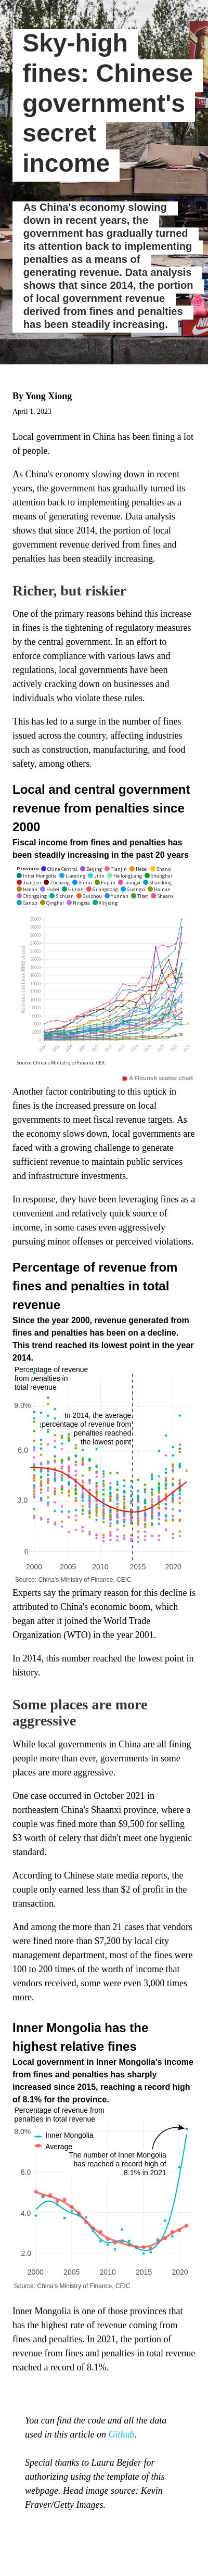 Sky-high
fines: Chinese
government's
secret
income
As China's economy slowing
down in recent years, the
government has gradually turned
its attention back to implementing
penalties as a means of
generating revenue. Data analysis
shows that since 2014, the portion
of local government revenue
derived from fines and penalties
has been steadily increasing.
By Yong Xiong
April 1, 2023
Local government in China has been fining a lot
of people.
As China's economy slowing down in recent
years, the government has gradually turned its
attention back to implementing penalties as a
means of generating revenue. Data analysis
shows that since 2014, the portion of local
government revenue derived from fines and
penalties has been steadily increasing.
Richer, but riskier
One of the primary reasons behind this increase
in fines is the tightening of regulatory measures
by the central government. In an effort to
enforce compliance with various laws and
regulations, local governments have been
actively cracking down on businesses and
individuals who violate these rules.
This has led to a surge in the number of fines
issued across the country, affecting industries
such as construction, manufacturing, and food
safety, among others.
Local and central government
revenue from penalties since
2000
Fiscal income from fines and penalties has
been steadily increasing in the past 20 years
Province China Central Beijing Tianjin Hebei Shanxi
Inner Mongolia Liaoning Jilin Heilongjiang Shanghai
Jiangsu Zhejiang Anhui Fujian Jiangxi Shandong
Henan Hubei Hunan Guangdong Guangxi Hainan
Chongqing Sichuan Guizhou Yunnan Tibet Shaanxi
Gansu Qinghai Ningxia Xinjiang
Source: China's Ministry of Finance, CEIC
A Flourish scatter chart
Another factor contributing to this uptick in
fines is the increased pressure on local
governments to meet fiscal revenue targets. As
the economy slows down, local governments are
faced with a growing challenge to generate
sufficient revenue to maintain public services
and infrastructure investments.
In response, they have been leveraging fines as a
convenient and relatively quick source of
income, in some cases even aggressively
pursuing minor offenses or perceived violations.
Percentage of revenue from
fines and penalties in total
revenue
Since the year 2000, revenue generated from
fines and penalties has been on a decline.
This trend reached its lowest point in the year
2014.
Percentage of revenue
from penalties in
total revenue
9.0%
In 2014, the average
percentage of revenue from
penalties reached
the lowest point
6.0
3.0
0
2000 2005 2010 2015 2020
Source: China's Ministry of Finance, CEIC
Experts say the primary reason for this decline is
attributed to China's economic boom, which
began after it joined the World Trade
Organization (WTO) in the year 2001.
In 2014, this number reached the lowest point in
history.
Some places are more
aggressive
While local governments in China are all fining
people more than ever, governments in some
places are more aggressive.
One case occurred in October 2021 in
northeastern China's Shaanxi province, where a
couple was fined more than $9,500 for selling
$3 worth of celery that didn't meet one hygienic
standard.
According to Chinese state media reports, the
couple only earned less than $2 of profit in the
transaction.
And among the more than 21 cases that vendors
were fined more than $7,200 by local city
management department, most of the fines were
100 to 200 times of the worth of income that
vendors received, some were even 3,000 times
more.
Inner Mongolia has the
highest relative fines
Local government in Inner Mongolia's income
from fines and penalties has sharply
increased since 2015, reaching a record high
of 8.1% for the province.
Percentage of revenue from
penalties in total revenue
8.0%
Inner Mongolia
Average
The number of Inner Mongolia
has reached a record high of
8.1% in 2021
6.0
4.0
2.0
2000 2005 2010 2015 2020
Source: China's Ministry of Finance, CEIC
Inner Mongolia is one of those provinces that
has the highest rate of revenue coming from
fines and penalties. In 2021, the portion of
revenue from fines and penalties in total revenue
reached a record of 8.1%.
You can find the code and all the data
used in this article on Github.
Special thanks to Laura Bejder for
authorizing using the template of this
webpage. Head image source: Kevin
Fraver/Getty Images.